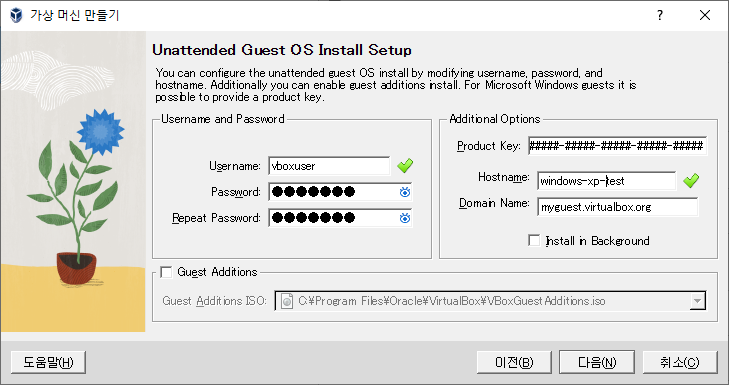 가상 머신 만들기
Unattended Guest OS Install Setup
You can configure the unattended guest OS install by modifying username, password, and
hostname. Additionally you can enable guest additions install. For Microsoft Windows guests it is
possible to provide a product key.
Username and Password
Username: vboxuser
Password: ●●●●●●●
Repeat Password: ●●●●●●●
Additional Options
Product Key: #####-#####-#####-#####-#####
Hostname: windows-xp-test
Domain Name: myguest.virtualbox.org
Install in Background
Guest Additions
Guest Additions ISO: C:₩Program Files₩Oracle₩VirtualBox₩VBoxGuestAdditions.iso
도움말(H)
이전(B)
다음(N)
취소(C)